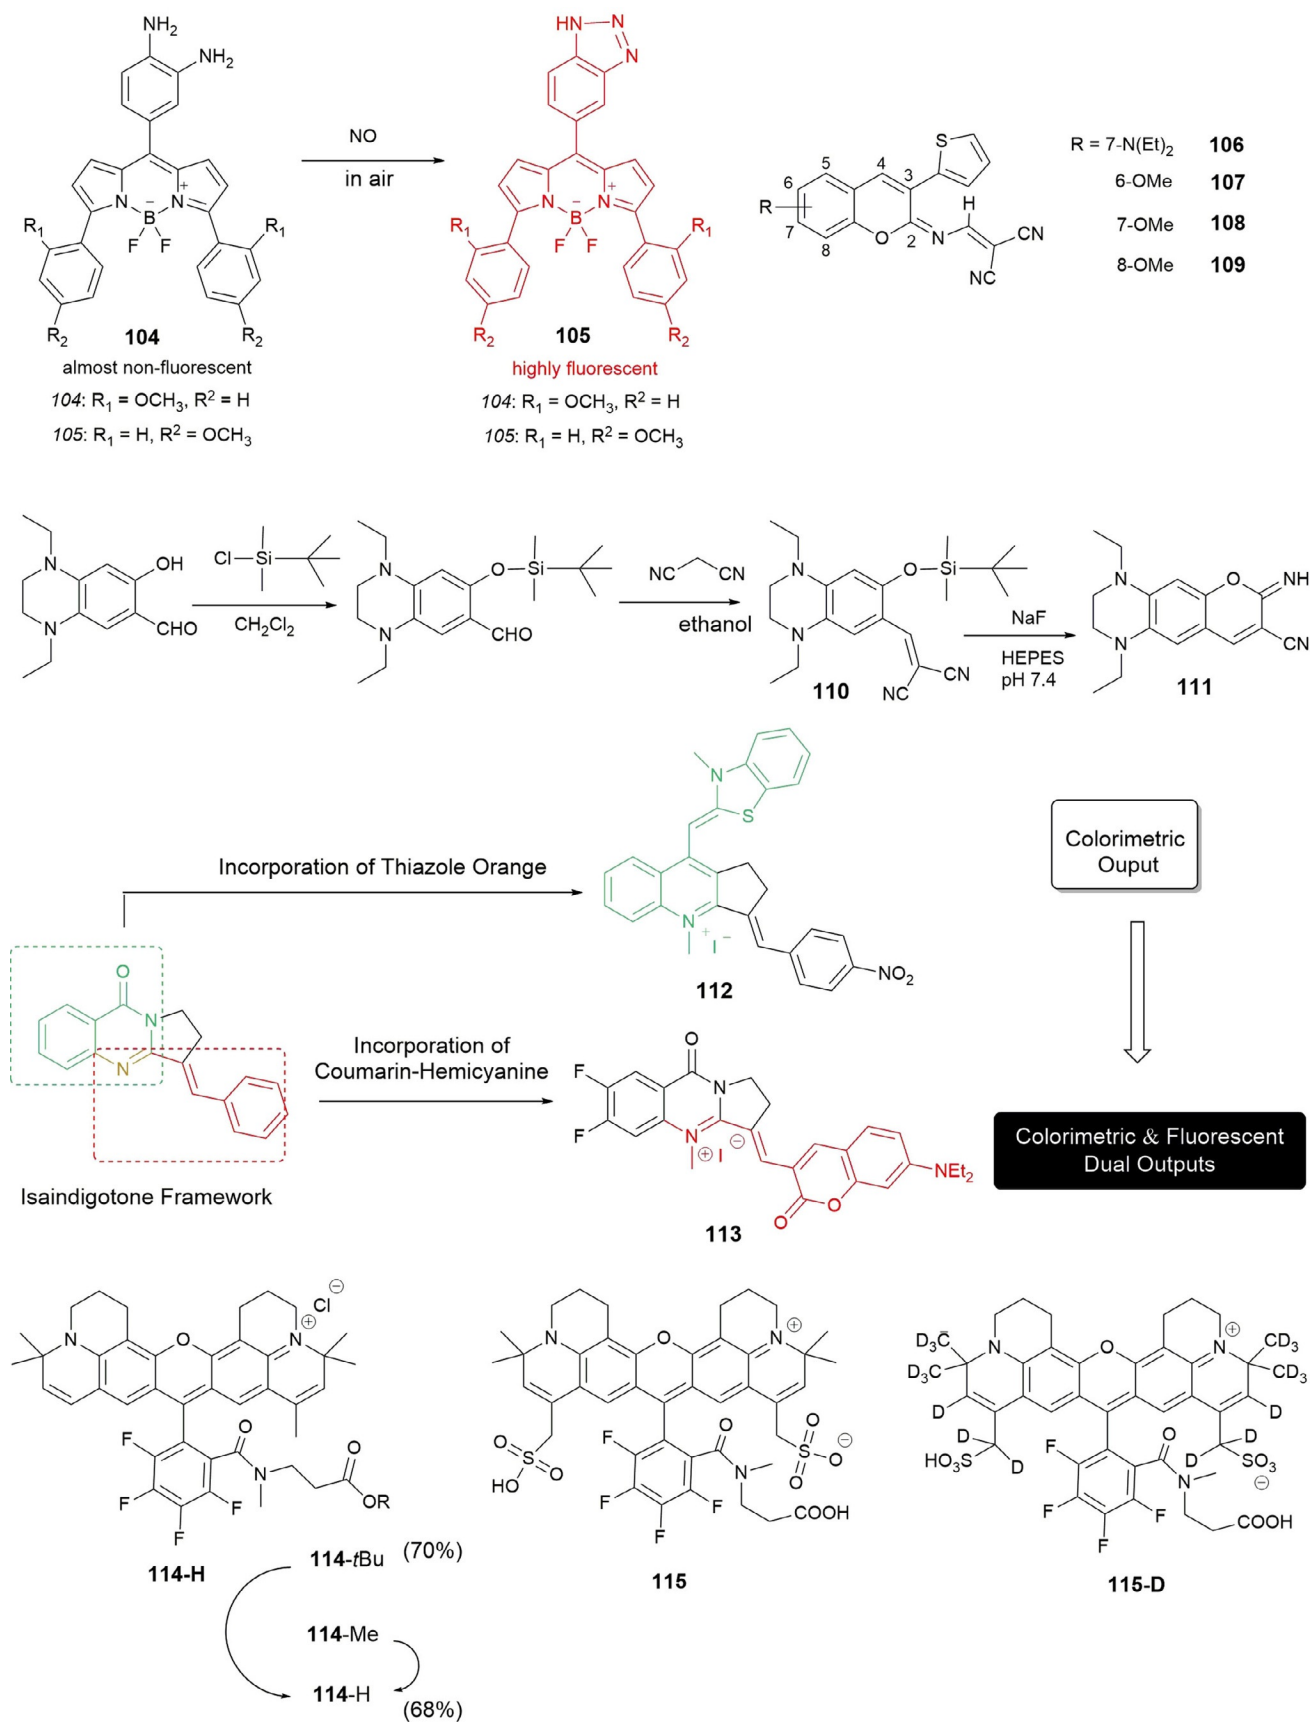 NH2
NH2
HN
N
N
NO
in air
N
N
+
B
−
F
F
R1
R1
R2
R2
104
almost non-fluorescent
104: R1 = OCH3, R2 = H
105: R1 = H, R2 = OCH3
N
N
+
B
−
F
F
R1
R1
R2
R2
105
highly fluorescent
104: R1 = OCH3, R2 = H
105: R1 = H, R2 = OCH3
S
5
4
3
6
R
7
8
O
2
N
H
CN
CN
R = 7-N(Et)2 106
6-OMe 107
7-OMe 108
8-OMe 109
N
N
OH
CHO
Cl
Si
CH2Cl2
N
N
O
Si
CHO
NC
CN
ethanol
N
N
O
Si
NC
CN
110
NaF
HEPES
pH 7.4
N
N
O
NH
CN
111
N
S
N
+
I −
NO2
112
Incorporation of Thiazole Orange
Colorimetric
Ouput
O
N
N
Isaindigotone Framework
Incorporation of
Coumarin-Hemicyanine
O
F
F
N
N
⊕
I
⊖
O
O
NEt2
113
Colorimetric & Fluorescent
Dual Outputs
N
O
N
⊕
Cl
⊖
F
F
F
F
O
N
O
OR
114-H
114-tBu (70%)
114-Me
114-H (68%)
N
O
N
⊕
O
S
O
HO
F
F
F
F
O
N
O
S
O
O
⊖
COOH
115
D3C
D3C
N
O
N
⊕
CD3
CD3
D
D
D
D
HO3S
D
D
SO3
⊖
F
F
F
F
O
N
COOH
115-D